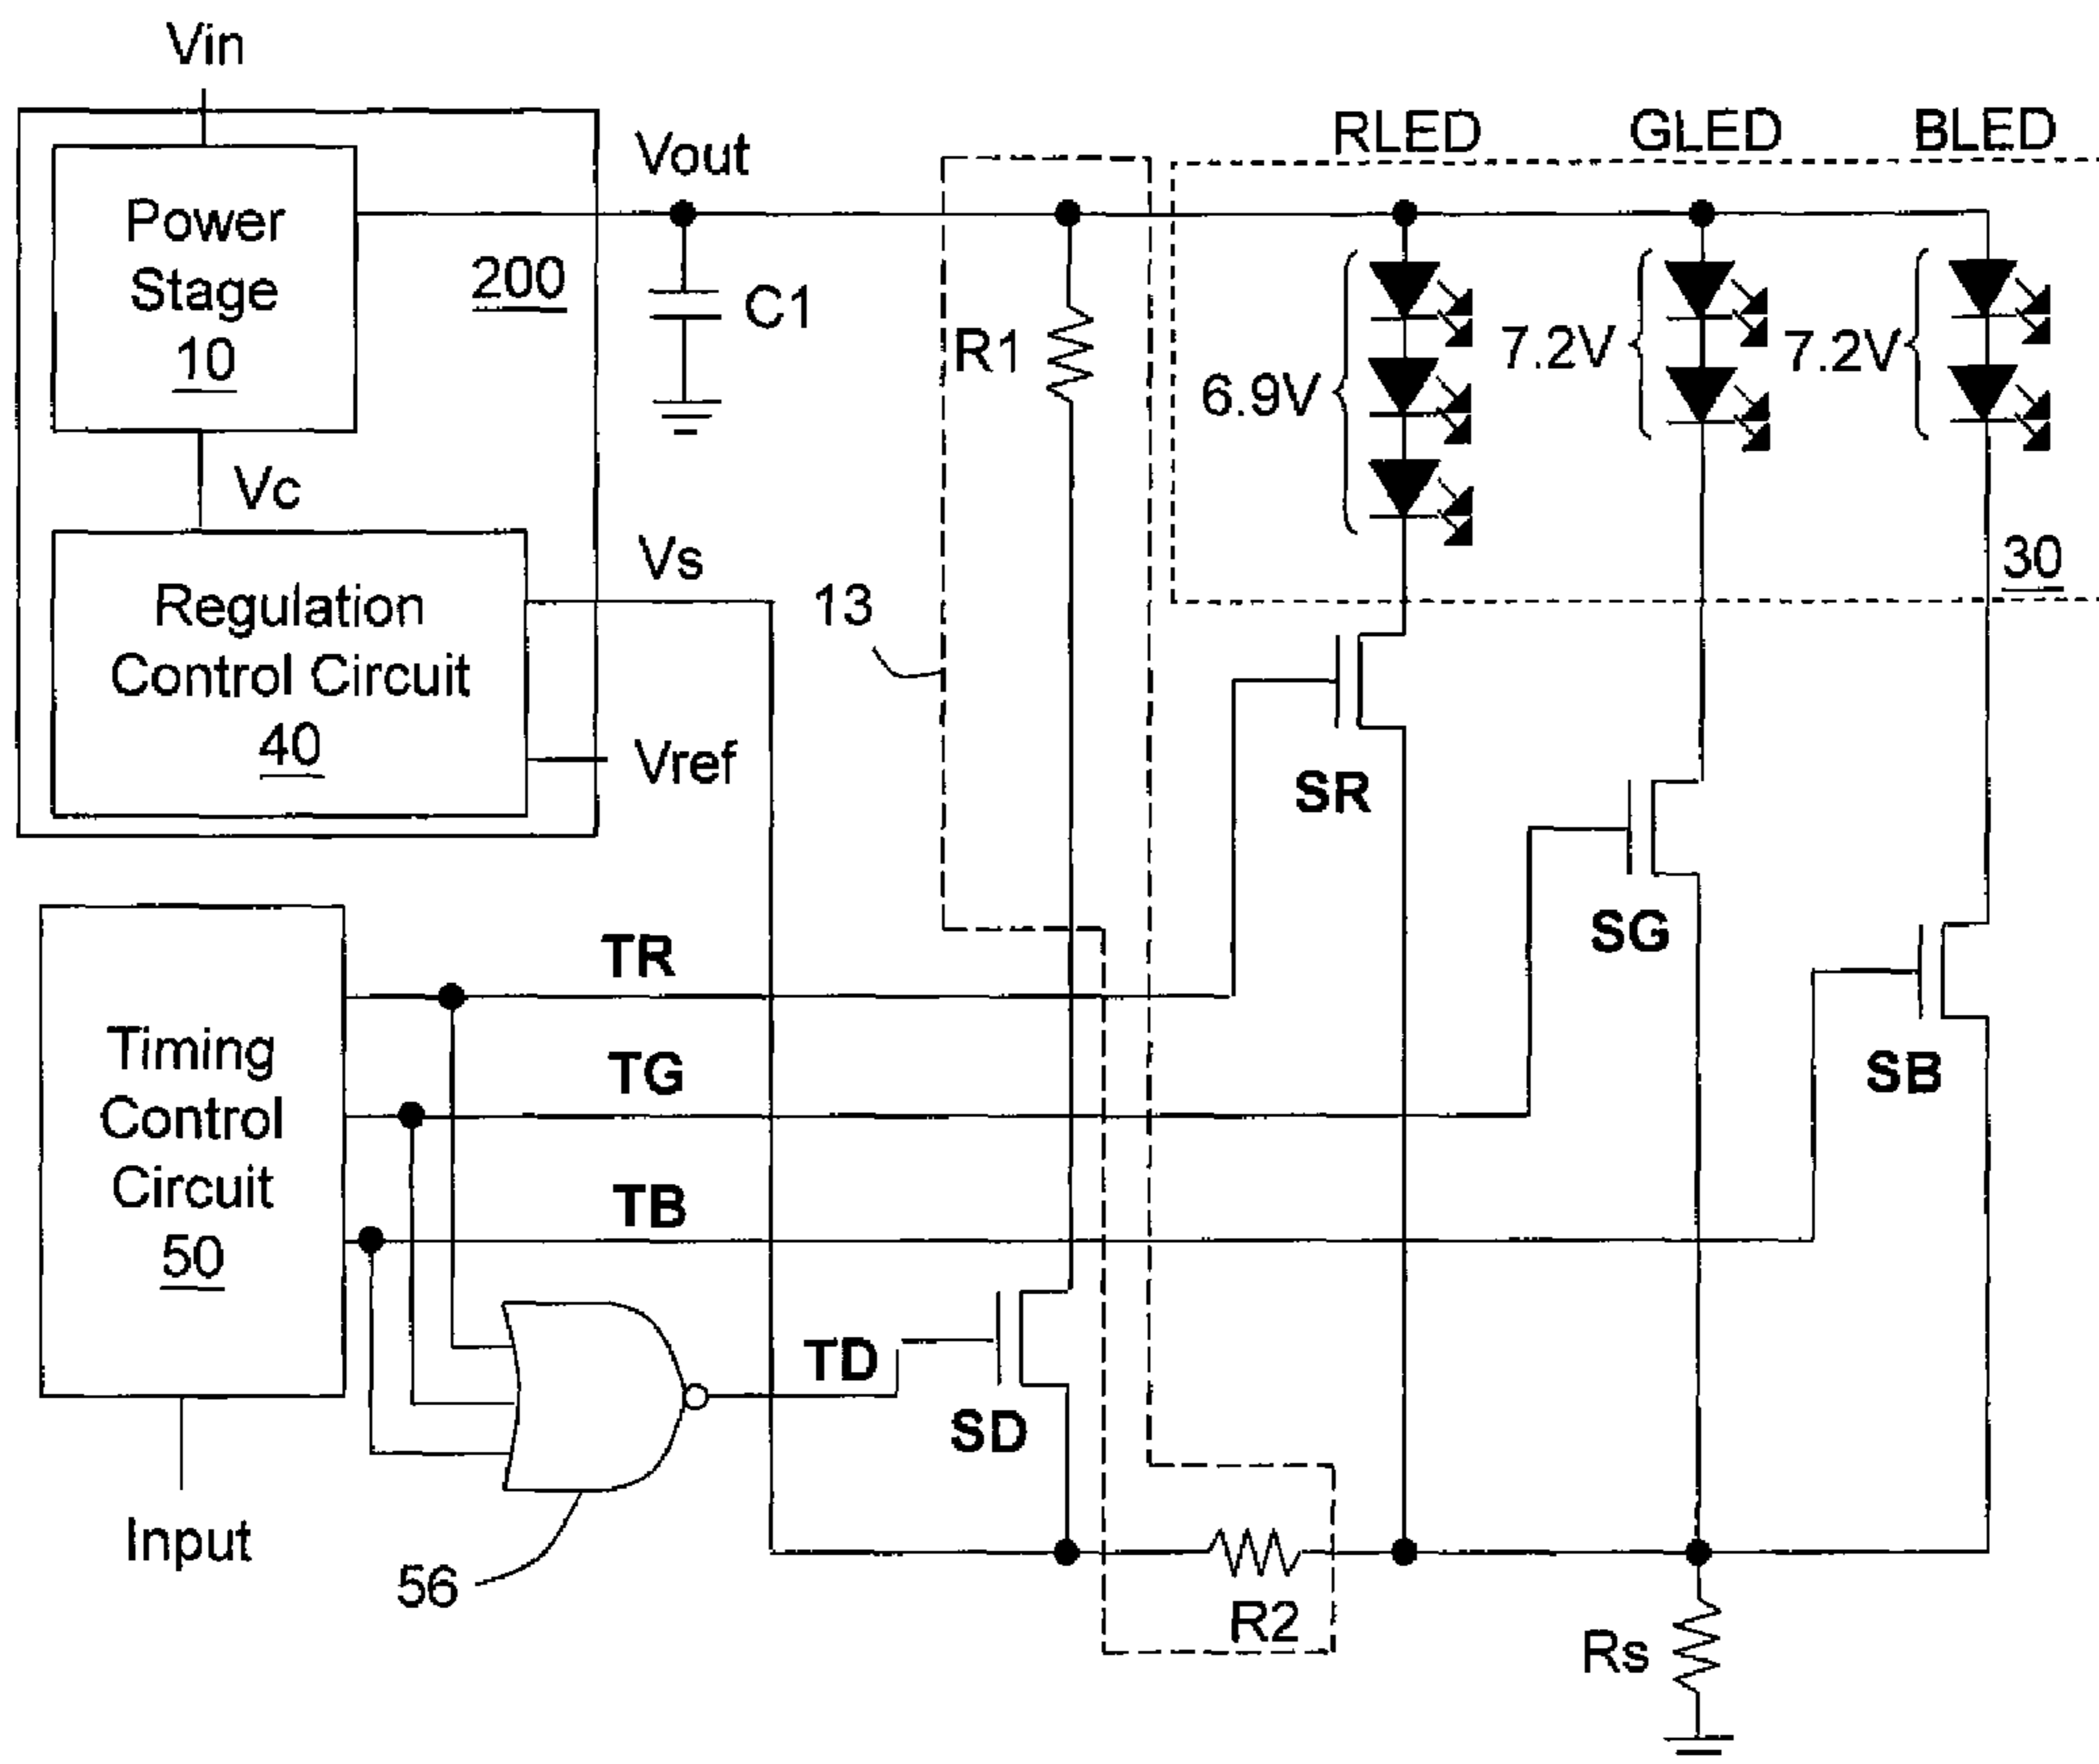 Vin
RLED
GLED
BLED
Vout
Power
Stage
10
200
C1
R1
6.9V
7.2V
7.2V
Vc
Vs
30
Regulation
Control Circuit
40
13
Vref
SR
SG
TR
Timing
Control
Circuit
50
TG
SB
TB
TD
SD
Input
56
R2
Rs